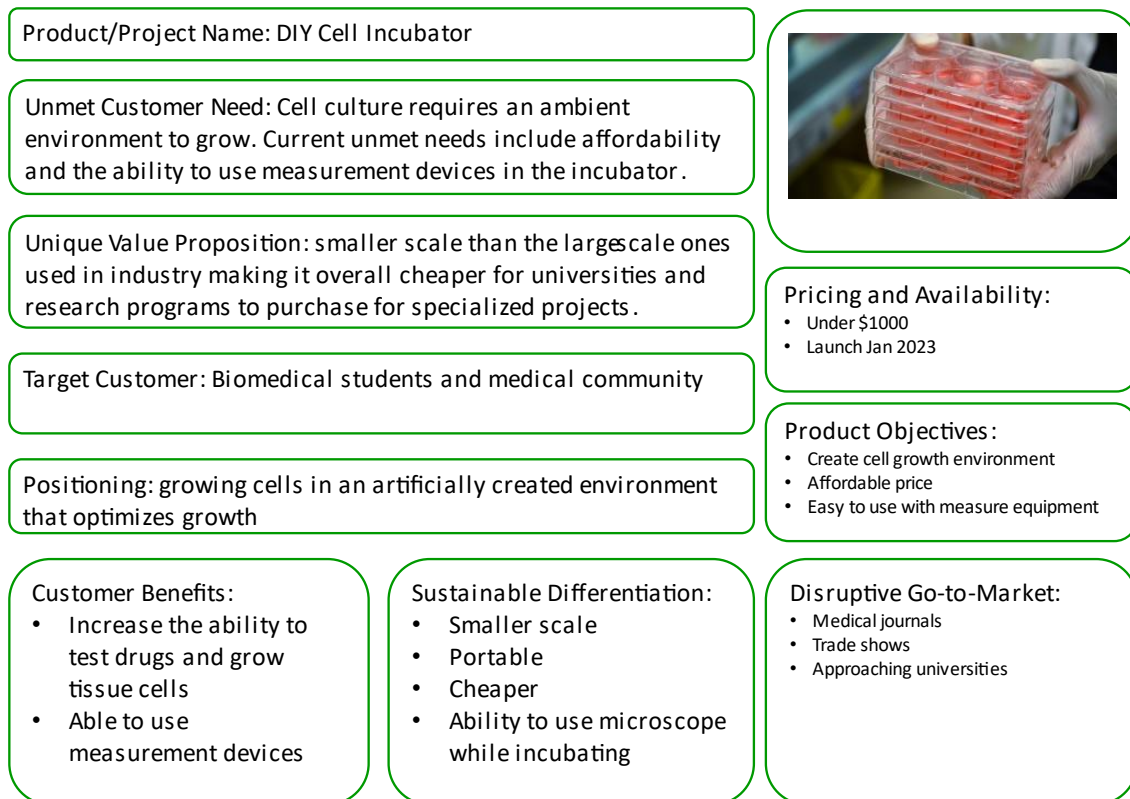 Product/Project Name: DIY Cell Incubator
Unmet Customer Need: Cell culture requires an ambient
environment to grow. Current unmet needs include affordability
and the ability to use measurement devices in the incubator.
Unique Value Proposition: smaller scale than the largescale ones
used in industry making it overall cheaper for universities and
research programs to purchase for specialized projects.
Target Customer: Biomedical students and medical community
Positioning: growing cells in an artificially created environment
that optimizes growth
Pricing and Availability:
• Under $1000
• Launch Jan 2023
Product Objectives:
• Create cell growth environment
• Affordable price
• Easy to use with measure equipment
Customer Benefits:
• Increase the ability to
test drugs and grow
tissue cells
• Able to use
measurement devices
Sustainable Differentiation:
• Smaller scale
• Portable
• Cheaper
• Ability to use microscope
while incubating
Disruptive Go-to-Market:
• Medical journals
• Trade shows
• Approaching universities